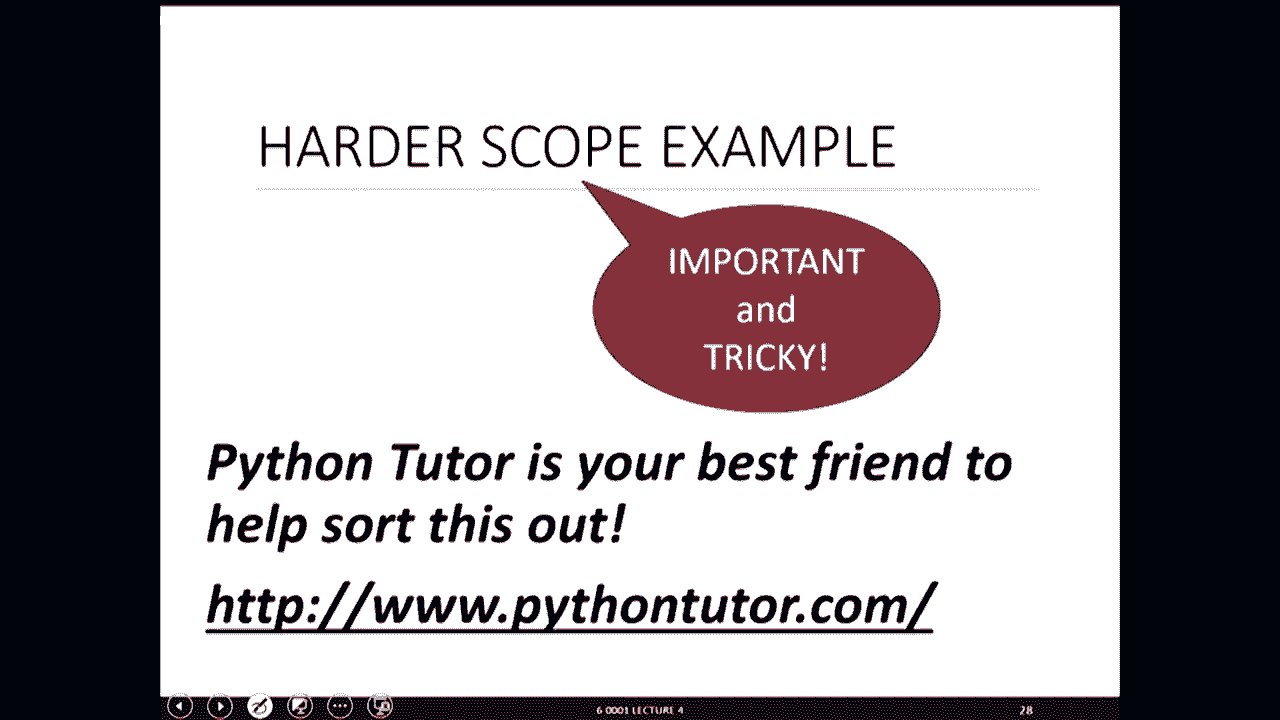 HARDER SCOPE EXAMPLE
IMPORTANT
and
TRICKY!
Python Tutor is your best friend to
help sort this out!
http://www.pythontutor.com/
6 0001 LECTURE 4
28